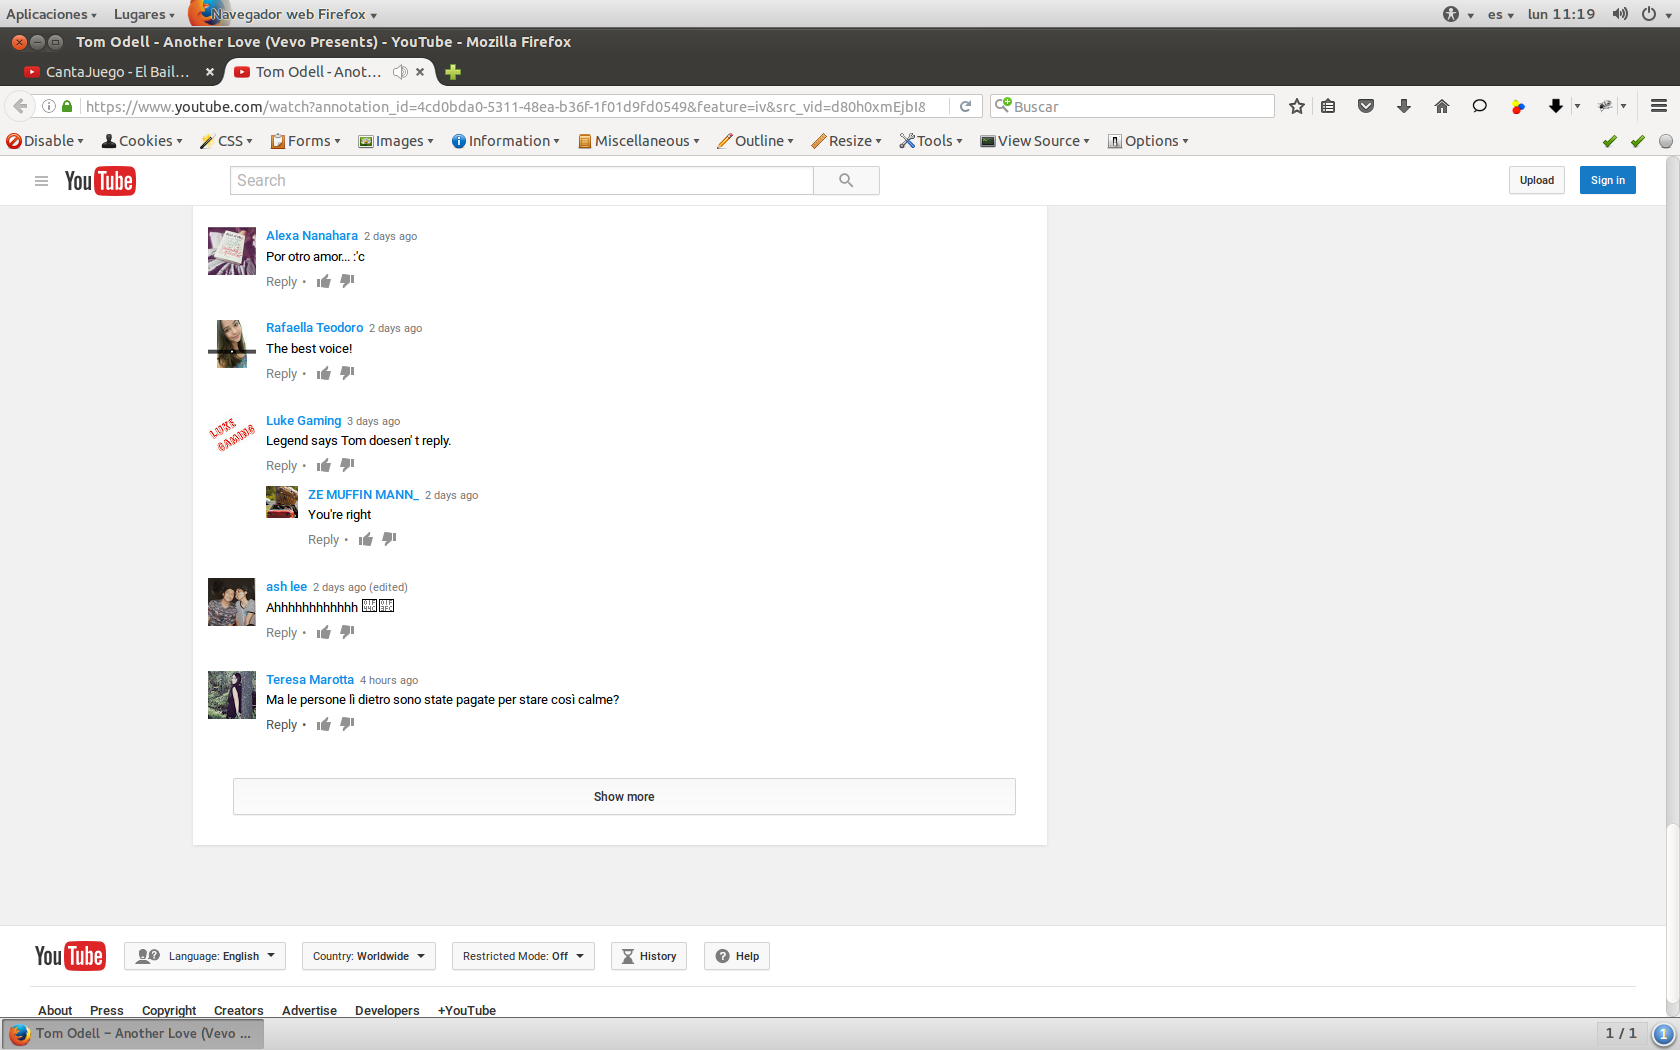 Aplicaciones Lugares Navegador web Firefox es lun 11:19
Tom Odell - Another Love (Vevo Presents) - YouTube - Mozilla Firefox
CantaJuego - El Bail... Tom Odell - Anot...
https://www.youtube.com/watch?annotation_id=4cd0bda0-5311-48ea-b36f-1f01d9fd0549&feature=iv&src_vid=d80h0xmEjbI8 Buscar
Disable Cookies CSS Forms Images Information Miscellaneous Outline Resize Tools View Source Options
YouTube Search Upload Sign in
Alexa Nanahara 2 days ago
Por otro amor... :'c
Reply •
Rafaella Teodoro 2 days ago
The best voice!
Reply •
LUKE GAMING
Luke Gaming 3 days ago
Legend says Tom doesen' t reply.
Reply •
ZE MUFFIN MANN_ 2 days ago
You're right
Reply •
ash lee 2 days ago (edited)
Ahhhhhhhhhhhh
Reply •
Teresa Marotta 4 hours ago
Ma le persone lì dietro sono state pagate per stare così calme?
Reply •
Show more
YouTube Language: English Country: Worldwide Restricted Mode: Off History Help
About Press Copyright Creators Advertise Developers +YouTube
Tom Odell – Another Love (Vevo ... 1 / 1 1